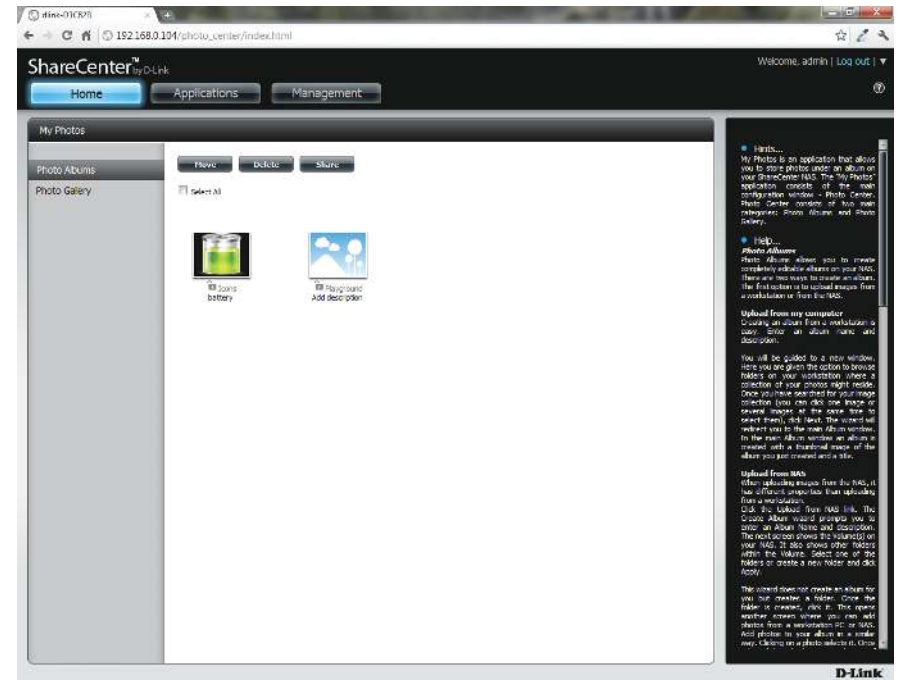 dlink-D3CB23
192.168.0.104/photo_center/index.html
ShareCenter™ by D-Link
Welcome, admin | Log out |
Home
Applications
Management
My Photos
Photo Albums
Photo Gallery
Move
Delete
Share
Select All
Icons
battery
Playground
Add description
Hints...
My Photos is an application that allows
you to store photos under an album on
your ShareCenter NAS. The "My Photos"
application consists of the main
configuration window - Photo Center.
Photo Center consists of two main
categories: Photo Albums and Photo
Gallery.
Help...
Photo Albums
Photo Albums allows you to create
completely editable albums on your NAS.
There are two ways to create an album.
The first option is to upload images from
a workstation or from the NAS.
Upload from my computer
Creating an album from a workstation is
easy. Enter an album name and
description.
You will be guided to a new window.
Here you are given the option to browse
folders on your workstation where a
collection of your photos might reside.
Once you have searched for your image
collection (you can click one image or
several images at the same time to
select them), click Next. The wizard will
redirect you to the main Album window.
In the main Album window an album is
created with a thumbnail image of the
album you just created and a title.
Upload from NAS
When uploading images from the NAS, it
has different properties than uploading
from a workstation.
Click the Upload from NAS link. The
Create Album wizard prompts you to
enter an Album Name and description.
The next screen shows the Volume(s) on
your NAS. It also shows other folders
within the Volume. Select one of the
folders or create a new folder and click
Apply.
This wizard does not create an album for
you but creates a folder. Once the
folder is created, click it. This opens
another screen where you can add
photos from a workstation PC or NAS.
Add photos to your album in a similar
way. Clicking on a photo selects it. Once
D-Link